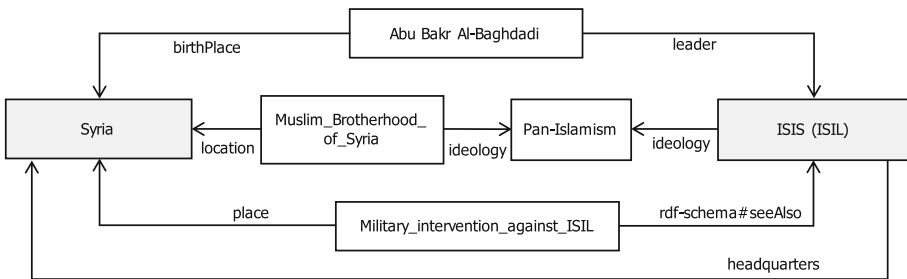 Abu Bakr Al-Baghdadi
birthPlace
leader
Syria
Muslim_Brotherhood_
of_Syria
Pan-Islamism
ISIS (ISIL)
location
ideology
ideology
place
Military_intervention_against_ISIL
rdf-schema#seeAlso
headquarters